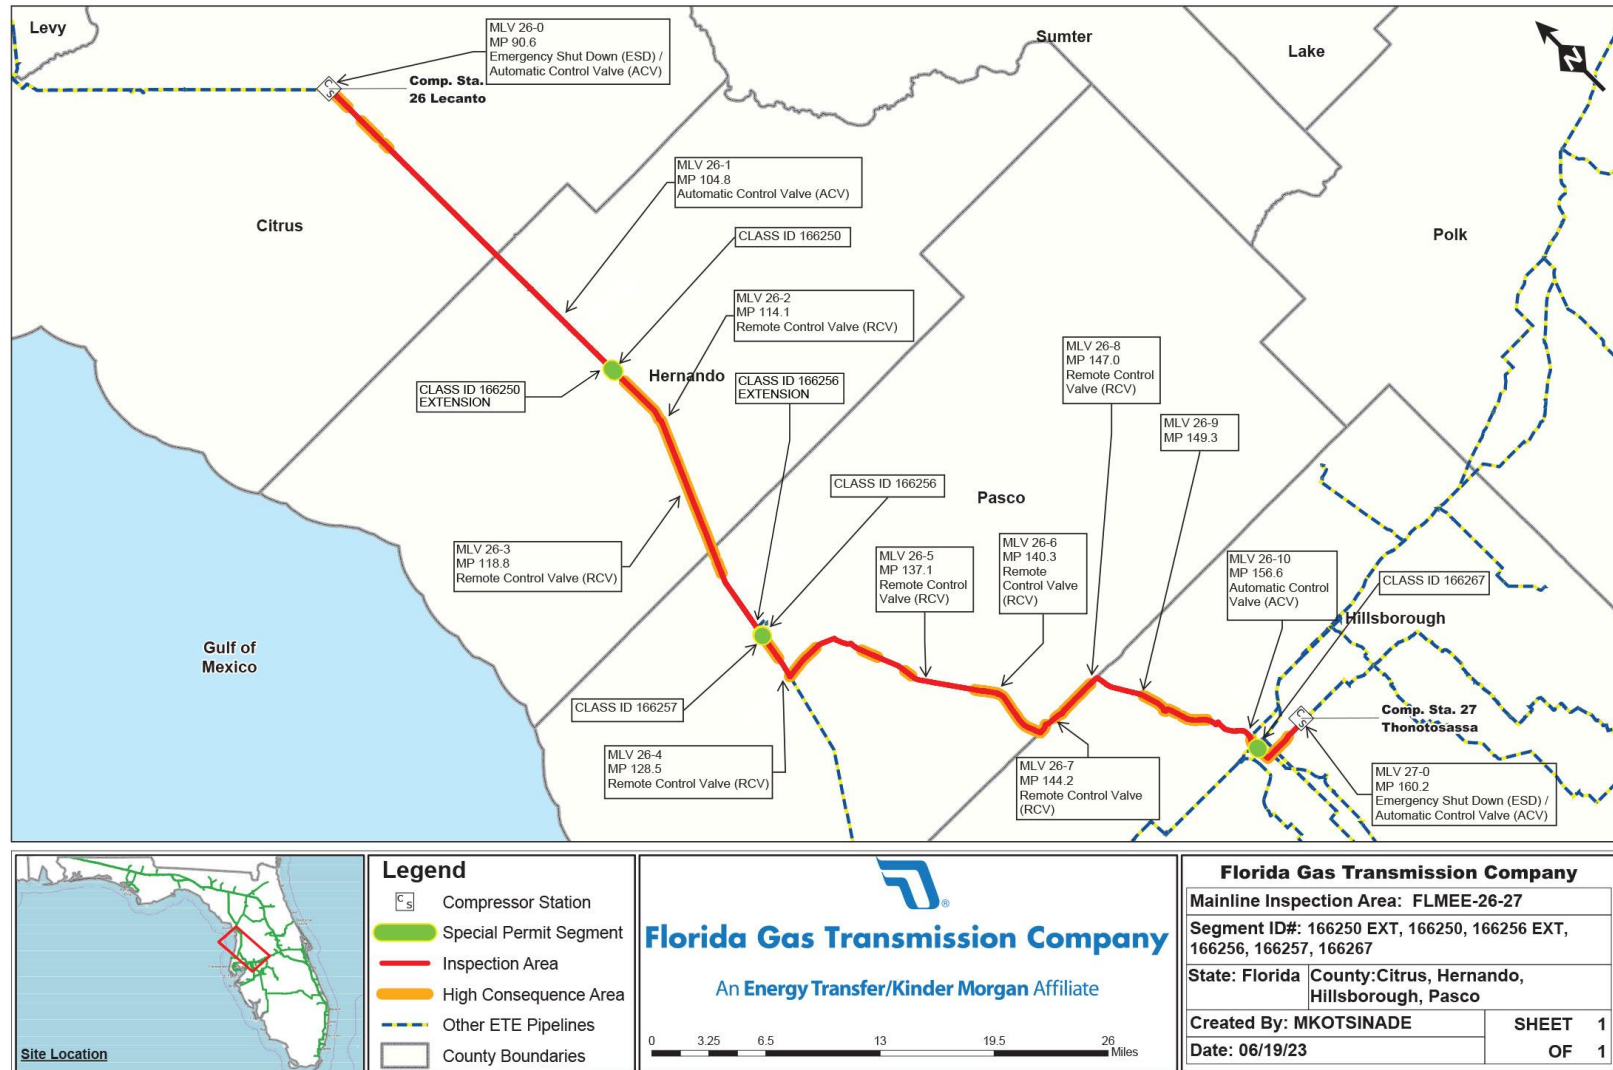 Levy
MLV 26-0
MP 90.6
Emergency Shut Down (ESD) /
Automatic Control Valve (ACV)
Sumter
Lake
N
C
S
Comp. Sta.
26 Lecanto
MLV 26-1
MP 104.8
Automatic Control Valve (ACV)
Citrus
CLASS ID 166250
Polk
MLV 26-2
MP 114.1
Remote Control Valve (RCV)
MLV 26-8
MP 147.0
Remote Control
Valve (RCV)
CLASS ID 166250
EXTENSION
Hernando
CLASS ID 166256
EXTENSION
MLV 26-9
MP 149.3
CLASS ID 166256
Pasco
MLV 26-3
MP 118.8
Remote Control Valve (RCV)
MLV 26-5
MP 137.1
Remote Control
Valve (RCV)
MLV 26-6
MP 140.3
Remote
Control Valve
(RCV)
MLV 26-10
MP 156.6
Automatic Control
Valve (ACV)
CLASS ID 166267
Hillsborough
Gulf of
Mexico
CLASS ID 166257
C
S
Comp. Sta. 27
Thonotosassa
MLV 26-4
MP 128.5
Remote Control Valve (RCV)
MLV 26-7
MP 144.2
Remote Control Valve
(RCV)
MLV 27-0
MP 160.2
Emergency Shut Down (ESD) /
Automatic Control Valve (ACV)
Site Location
Legend
C
S
Compressor Station
Special Permit Segment
Inspection Area
High Consequence Area
Other ETE Pipelines
County Boundaries
®
Florida Gas Transmission Company
An Energy Transfer/Kinder Morgan Affiliate
0 3.25 6.5 13 19.5 26
Miles
Florida Gas Transmission Company
Mainline Inspection Area: FLMEE-26-27
Segment ID#: 166250 EXT, 166250, 166256 EXT,
166256, 166257, 166267
State: Florida
County:Citrus, Hernando,
Hillsborough, Pasco
Created By: MKOTSINADE
SHEET 1
Date: 06/19/23
OF 1